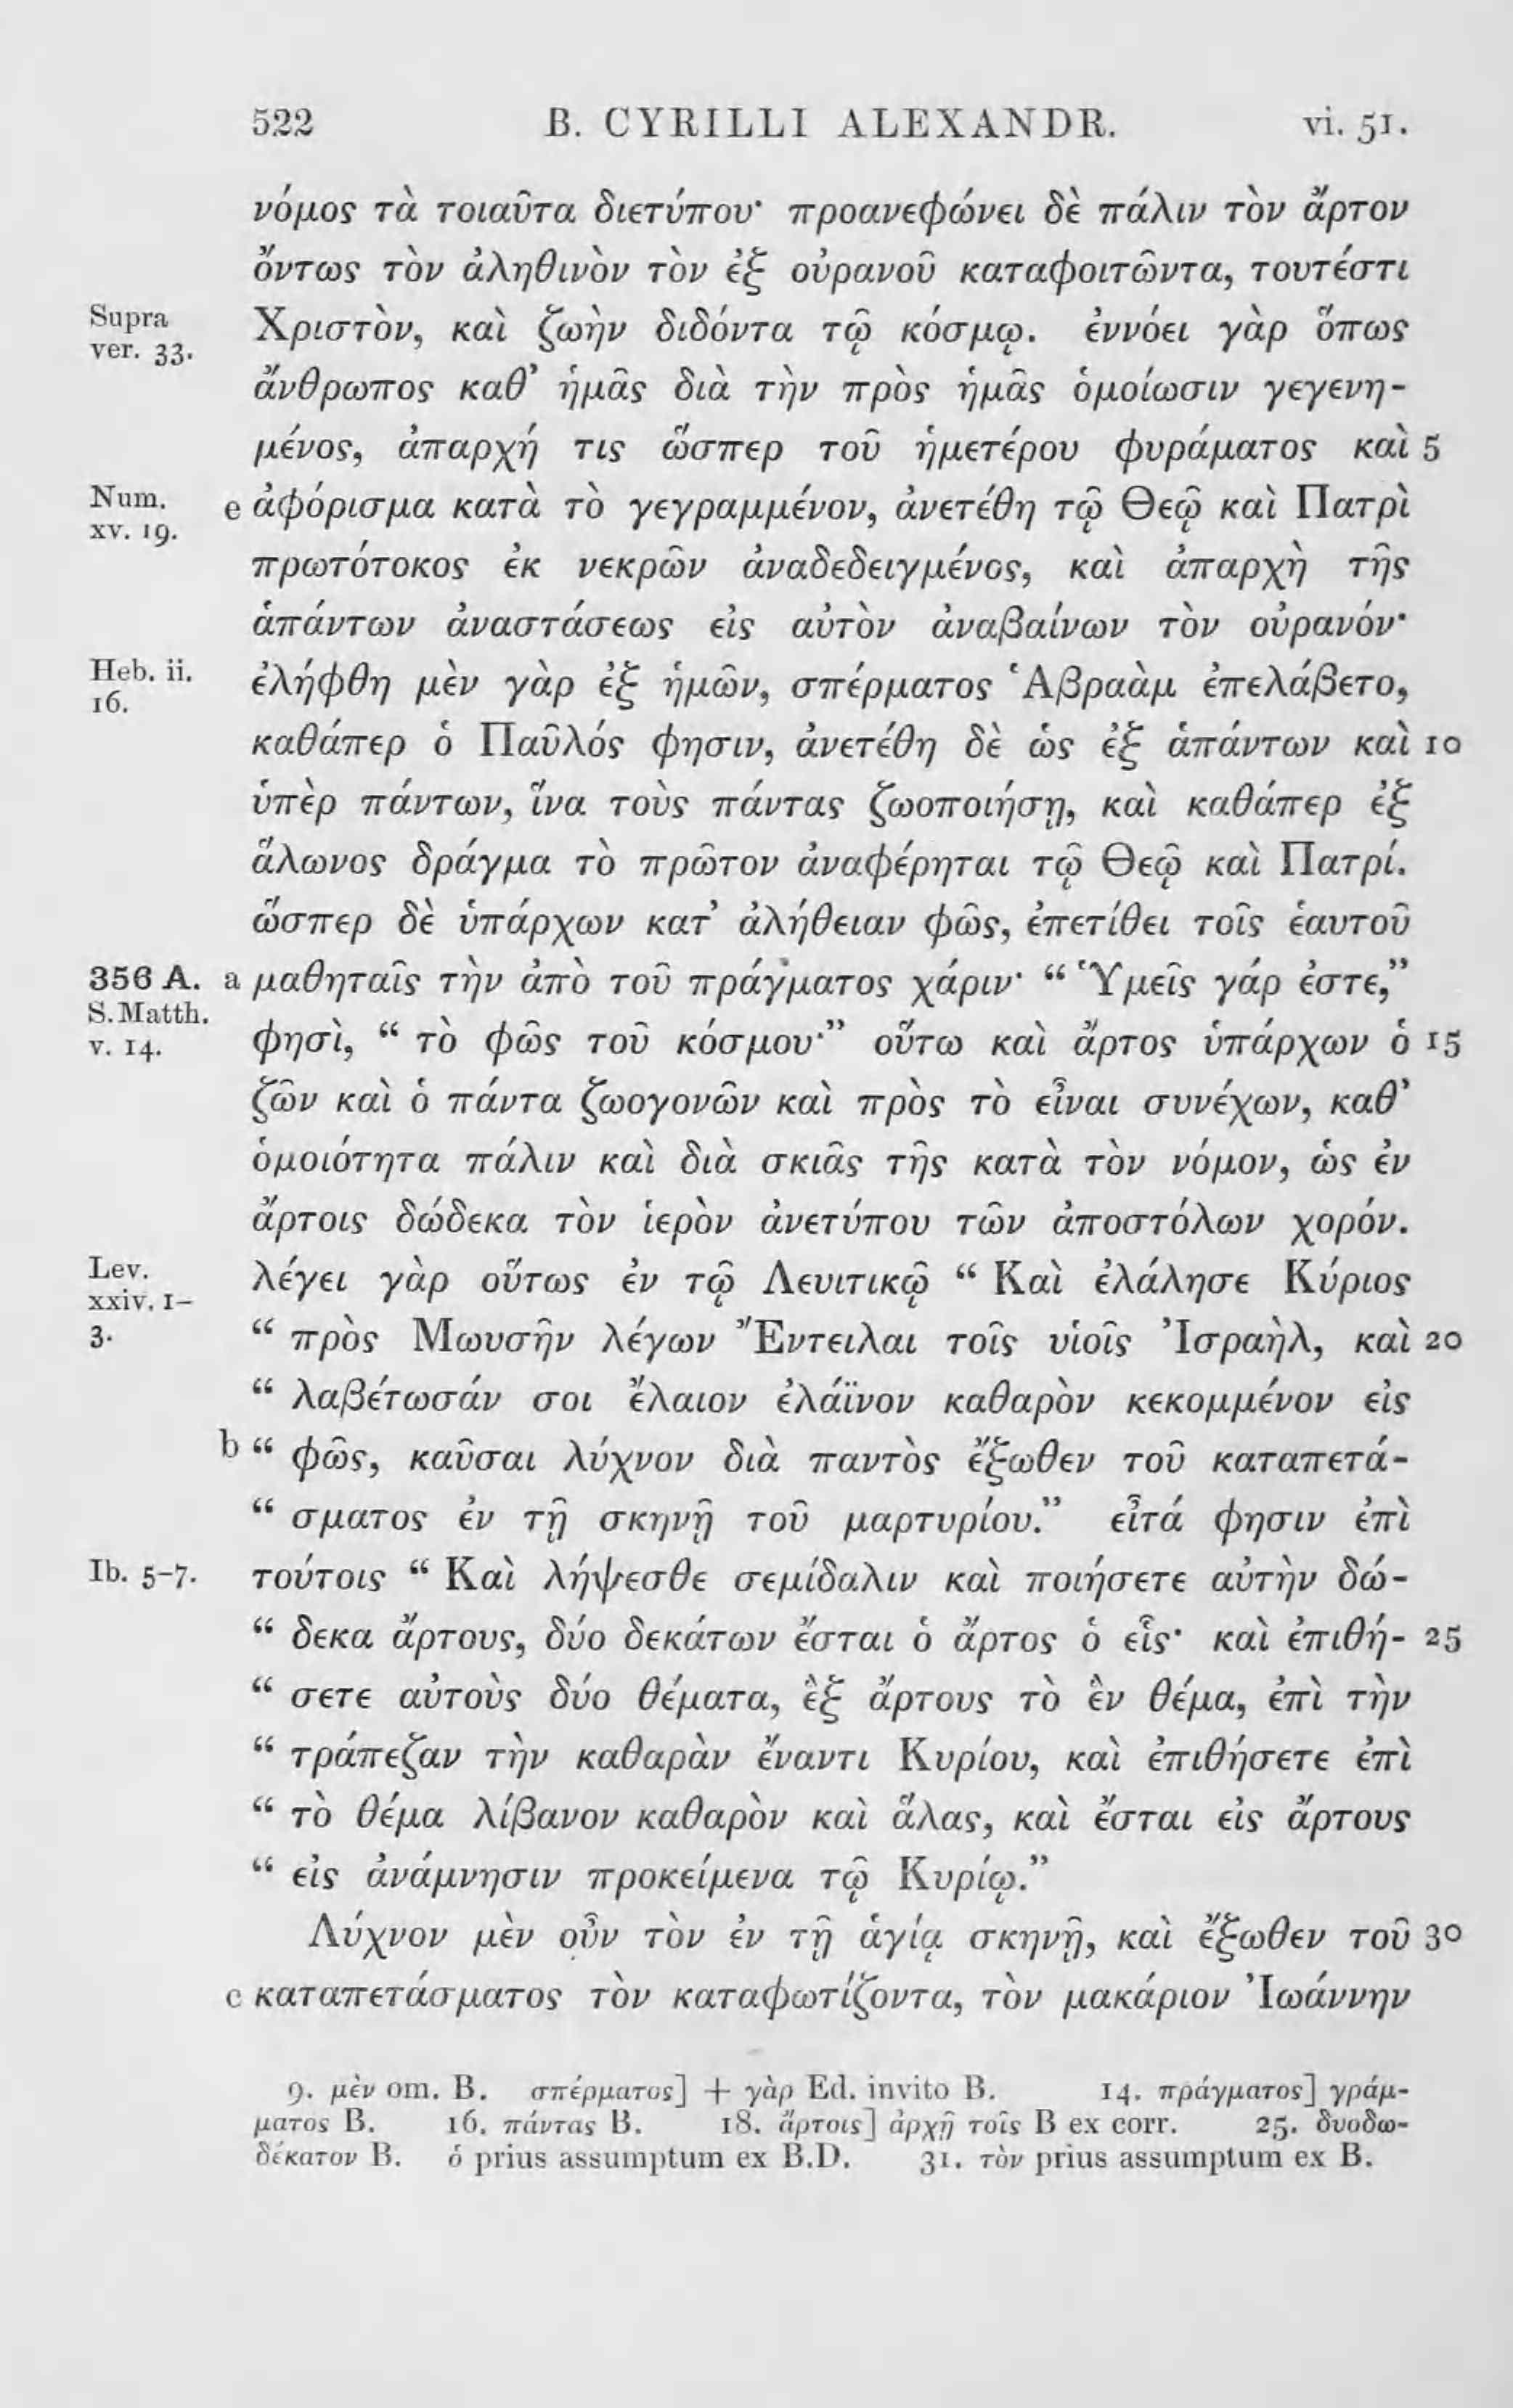 522 B. CYRILLI ALEXANDR. vi. 51.
νόμος τὰ τοιαῦτα διετύπου· προανεφώνει δὲ πάλιν τὸν ἄρτον
ὄντως τὸν ἀληθινὸν τὸν ἐξ οὐρανοῦ καταφοιτῶντα, τουτέστι
Supra ver. 33. Χριστὸν, καὶ ζωὴν διδόντα τῷ κόσμῳ. ἐννόει γὰρ ὅπως
ἄνθρωπος καθ’ ἡμᾶς διὰ τὴν πρὸς ἡμᾶς ὁμοίωσιν γεγενη-
μένος, ἀπαρχή τις ὥσπερ τοῦ ἡμετέρου φυράματος καὶ 5
Num. xv. 19. e ἀφόρισμα κατὰ τὸ γεγραμμένον, ἀνετέθη τῷ Θεῷ καὶ Πατρὶ
πρωτότοκος ἐκ νεκρῶν ἀναδεδειγμένος, καὶ ἀπαρχὴ τῆς
ἁπάντων ἀναστάσεως εἰς αὐτὸν ἀναβαίνων τὸν οὐρανόν·
Heb. ii. 16. ἐλήφθη μὲν γὰρ ἐξ ἡμῶν, σπέρματος Ἁβραὰμ ἐπελάβετο,
καθάπερ ὁ Παῦλός φησιν, ἀνετέθη δὲ ὡς ἐξ ἁπάντων καὶ 10
ὑπὲρ πάντων, ἵνα τοὺς πάντας ζωοποιήσῃ, καὶ καθάπερ ἐξ
ἅλωνος δράγμα τὸ πρῶτον ἀναφέρηται τῷ Θεῷ καὶ Πατρί.
ὥσπερ δὲ ὑπάρχων κατ’ ἀλήθειαν φῶς, ἐπετίθει τοῖς ἑαυτοῦ
356 A. a μαθηταῖς τὴν ἀπὸ τοῦ πράγματος χάριν· “ Ὑμεῖς γάρ ἐστε,”
S. Matth. v. 14. φησὶ, “ τὸ φῶς τοῦ κόσμου·” οὕτω καὶ ἄρτος ὑπάρχων ὁ 15
ζῶν καὶ ὁ πάντα ζωογονῶν καὶ πρὸς τὸ εἶναι συνέχων, καθ’
ὁμοιότητα πάλιν καὶ διὰ σκιᾶς τῆς κατὰ τὸν νόμον, ὡς ἐν
ἄρτοις δώδεκα τὸν ἱερὸν ἀνετύπου τῶν ἀποστόλων χορόν.
Lev. xxiv. 1– λέγει γὰρ οὕτως ἐν τῷ Λευιτικῷ “ Καὶ ἐλάλησε Κύριος
3. “ πρὸς Μωυσῆν λέγων Ἔντειλαι τοῖς υἱοῖς Ἰσραὴλ, καὶ 20
“ λαβέτωσάν σοι ἔλαιον ἐλάϊνον καθαρὸν κεκομμένον εἰς
b “ φῶς, καῦσαι λύχνον διὰ παντὸς ἔξωθεν τοῦ καταπετά-
“ σματος ἐν τῇ σκηνῇ τοῦ μαρτυρίου.” εἶτά φησιν ἐπὶ
Ib. 5–7. τούτοις “ Καὶ λήψεσθε σεμίδαλιν καὶ ποιήσετε αὐτὴν δώ-
“ δεκα ἄρτους, δύο δεκάτων ἔσται ὁ ἄρτος ὁ εἷς· καὶ ἐπιθή- 25
“ σετε αὐτοὺς δύο θέματα, ἓξ ἄρτους τὸ ἓν θέμα, ἐπὶ τὴν
“ τράπεζαν τὴν καθαρὰν ἔναντι Κυρίου, καὶ ἐπιθήσετε ἐπὶ
“ τὸ θέμα λίβανον καθαρὸν καὶ ἅλας, καὶ ἔσται εἰς ἄρτους
“ εἰς ἀνάμνησιν προκείμενα τῷ Κυρίῳ.”
Λύχνον μὲν οὖν τὸν ἐν τῇ ἁγίᾳ σκηνῇ, καὶ ἔξωθεν τοῦ 30
c καταπετάσματος τὸν καταφωτίζοντα, τὸν μακάριον Ἰωάννην
9. μὲν om. B. σπέρματος] + γὰρ Ed. invito B. 14. πράγματος] γράμ-
ματος B. 16. πάντας B. 18. ἄρτοις] ἀρχῇ τοῖς B ex corr. 25. δυοδω-
δέκατον B. ὁ prius assumptum ex B.D. 31. τὸν prius assumptum ex B.